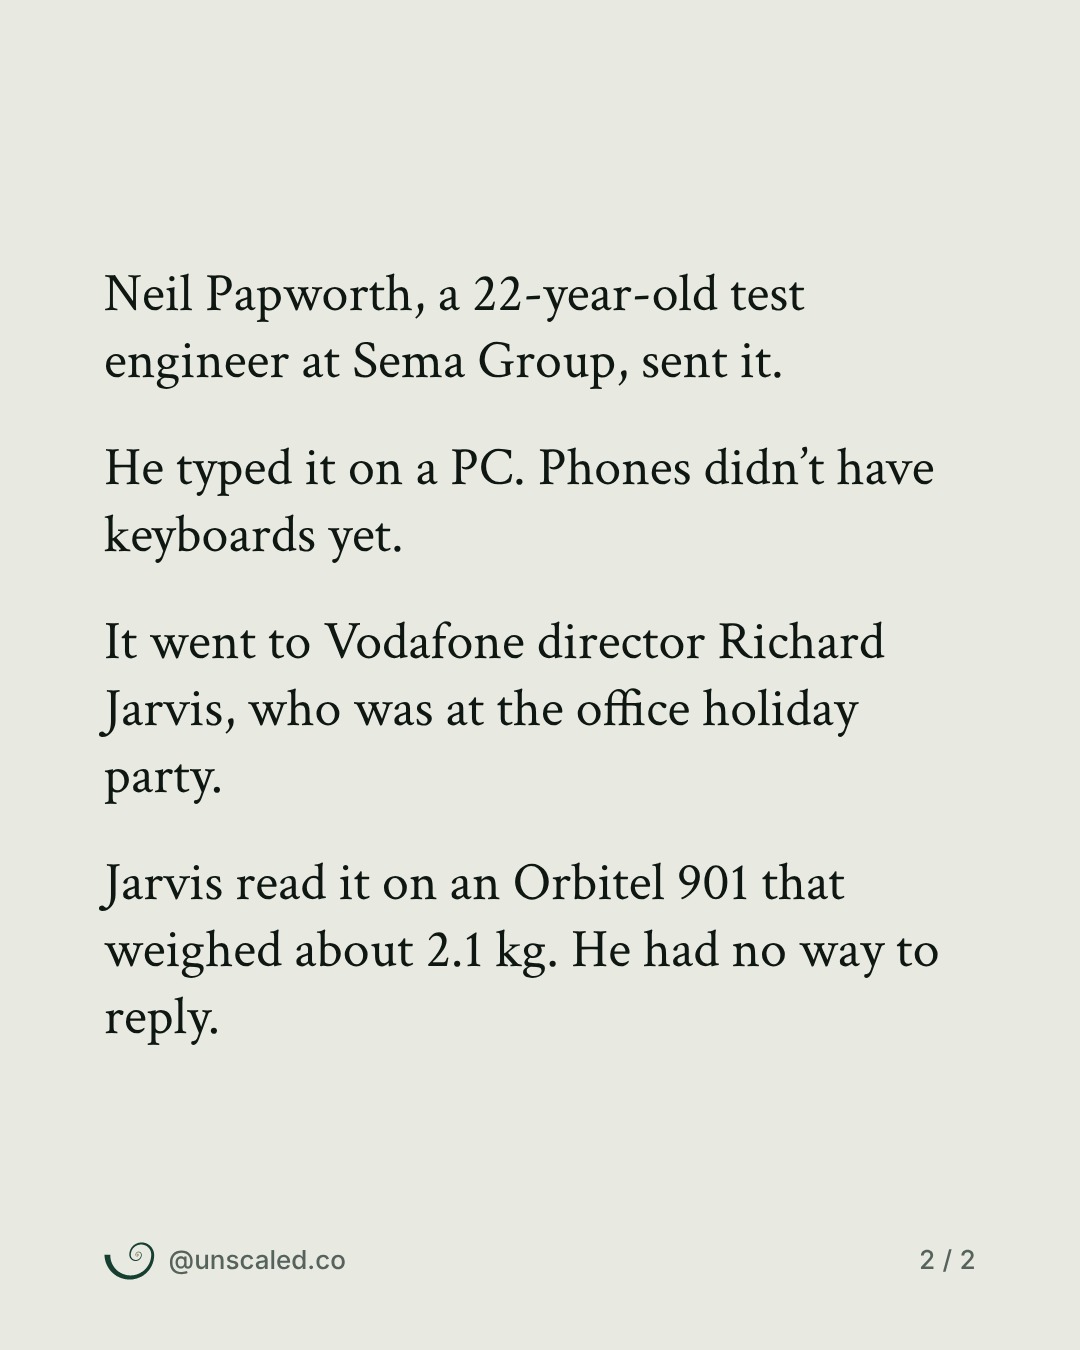 Neil Papworth, a 22-year-old test
engineer at Sema Group, sent it.
He typed it on a PC. Phones didn’t have
keyboards yet.
It went to Vodafone director Richard
Jarvis, who was at the office holiday
party.
Jarvis read it on an Orbitel 901 that
weighed about 2.1 kg. He had no way to
reply.
@unscaled.co
2 / 2